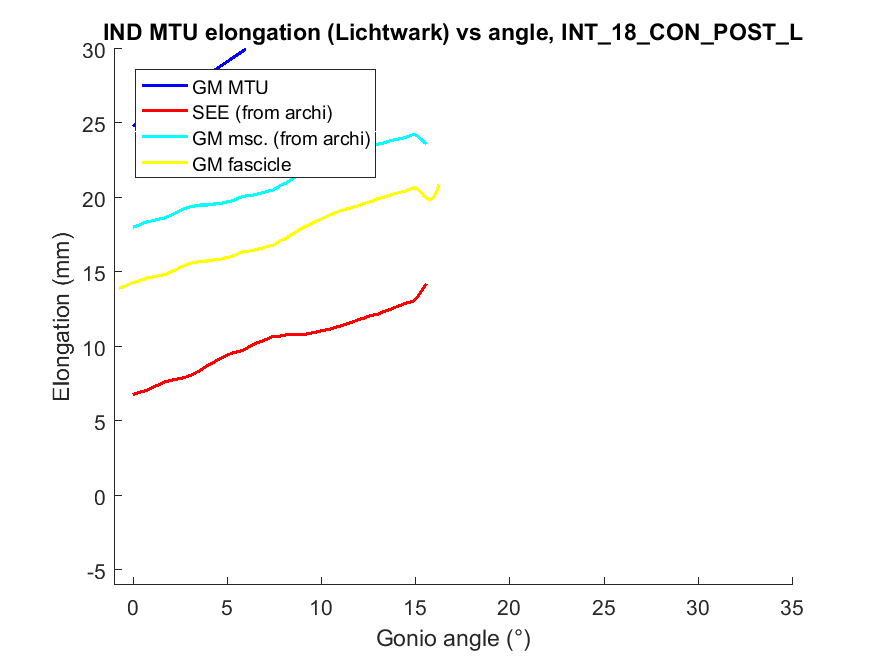 IND MTU elongation (Lichtwark) vs angle, INT_18_CON_POST_L
30
25
20
15
10
5
0
-5
Elongation (mm)
GM MTU
SEE (from archi)
GM msc. (from archi)
GM fascicle
0 5 10 15 20 25 30 35
Gonio angle (°)